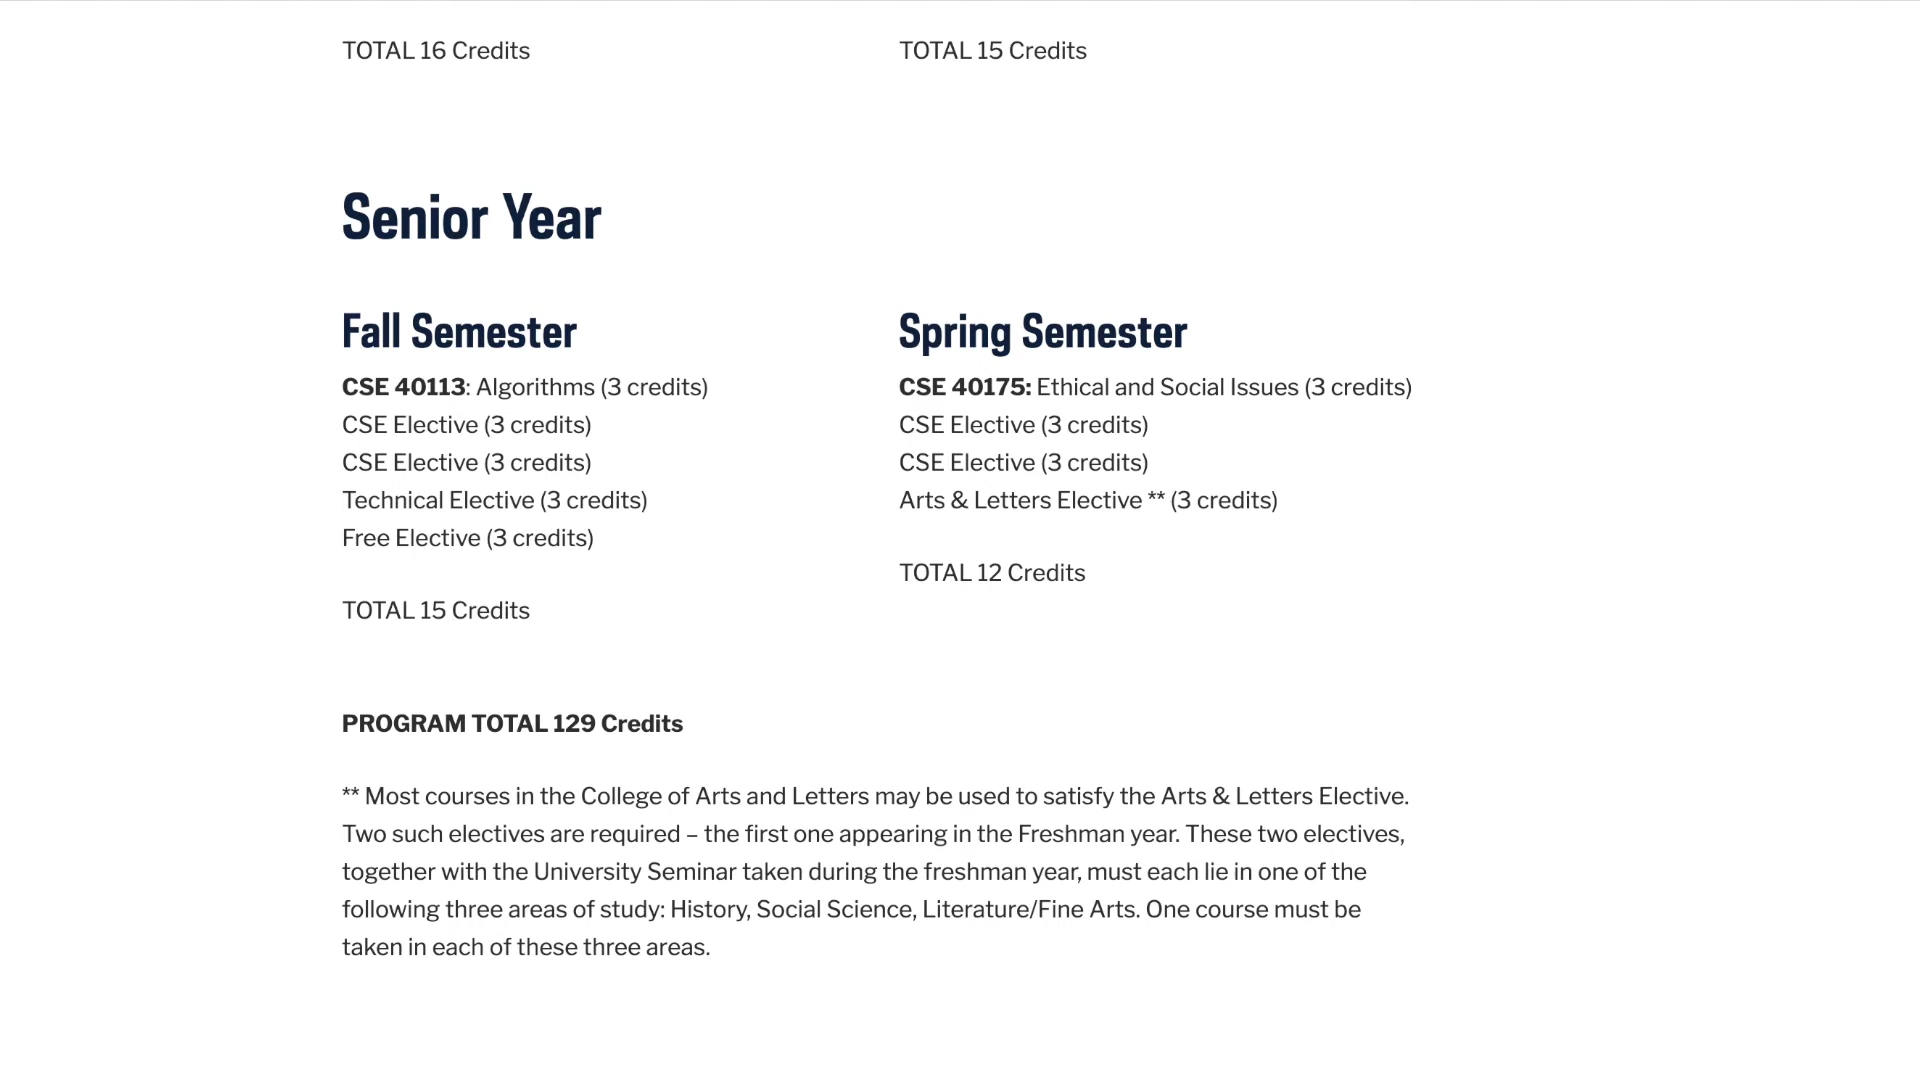 TOTAL 16 Credits
TOTAL 15 Credits
Senior Year
Fall Semester
CSE 40113: Algorithms (3 credits)
CSE Elective (3 credits)
CSE Elective (3 credits)
Technical Elective (3 credits)
Free Elective (3 credits)
TOTAL 15 Credits
Spring Semester
CSE 40175: Ethical and Social Issues (3 credits)
CSE Elective (3 credits)
CSE Elective (3 credits)
Arts & Letters Elective ** (3 credits)
TOTAL 12 Credits
PROGRAM TOTAL 129 Credits
** Most courses in the College of Arts and Letters may be used to satisfy the Arts & Letters Elective.
Two such electives are required – the first one appearing in the Freshman year. These two electives,
together with the University Seminar taken during the freshman year, must each lie in one of the
following three areas of study: History, Social Science, Literature/Fine Arts. One course must be
taken in each of these three areas.